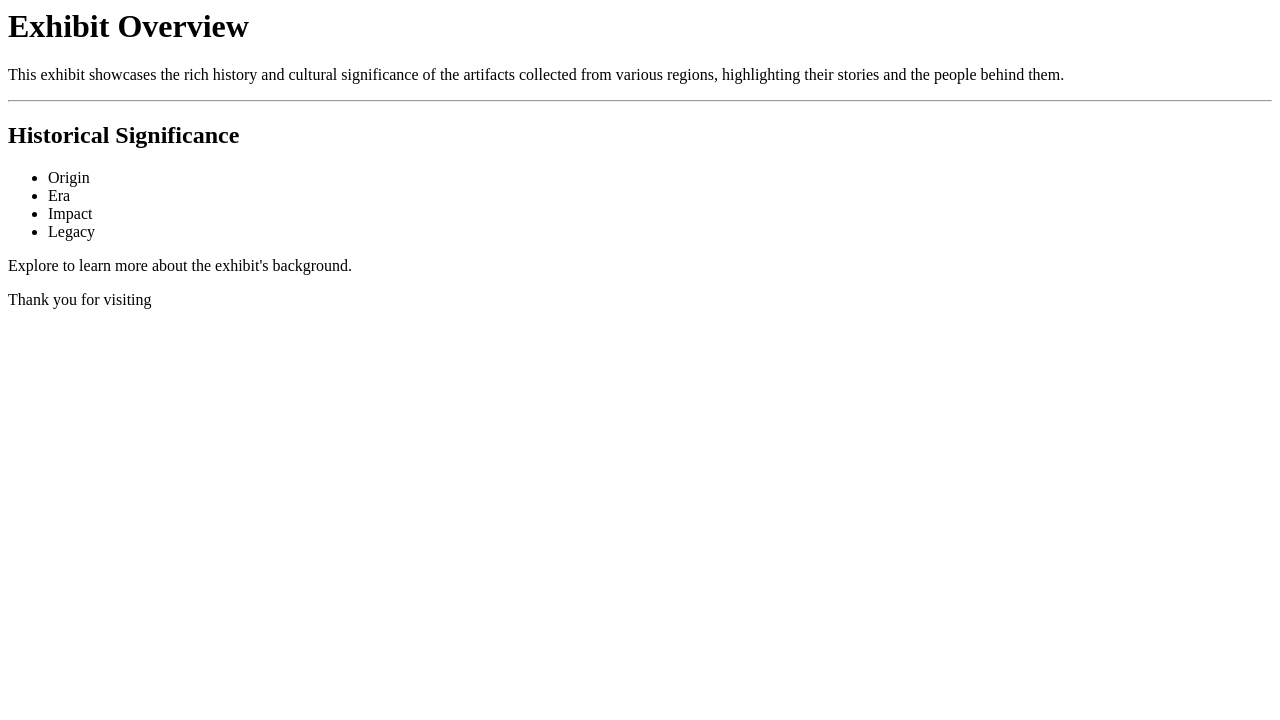 Exhibit Overview
This exhibit showcases the rich history and cultural significance of the artifacts collected from various regions, highlighting their stories and the people behind them.
Historical Significance
Origin
Era
Impact
Legacy
Explore to learn more about the exhibit's background.
Thank you for visiting